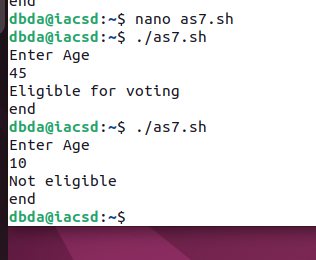 end
dbda@iacsd:~$ nano as7.sh
dbda@iacsd:~$ ./as7.sh
Enter Age
45
Eligible for voting
end
dbda@iacsd:~$ ./as7.sh
Enter Age
10
Not eligible
end
dbda@iacsd:~$